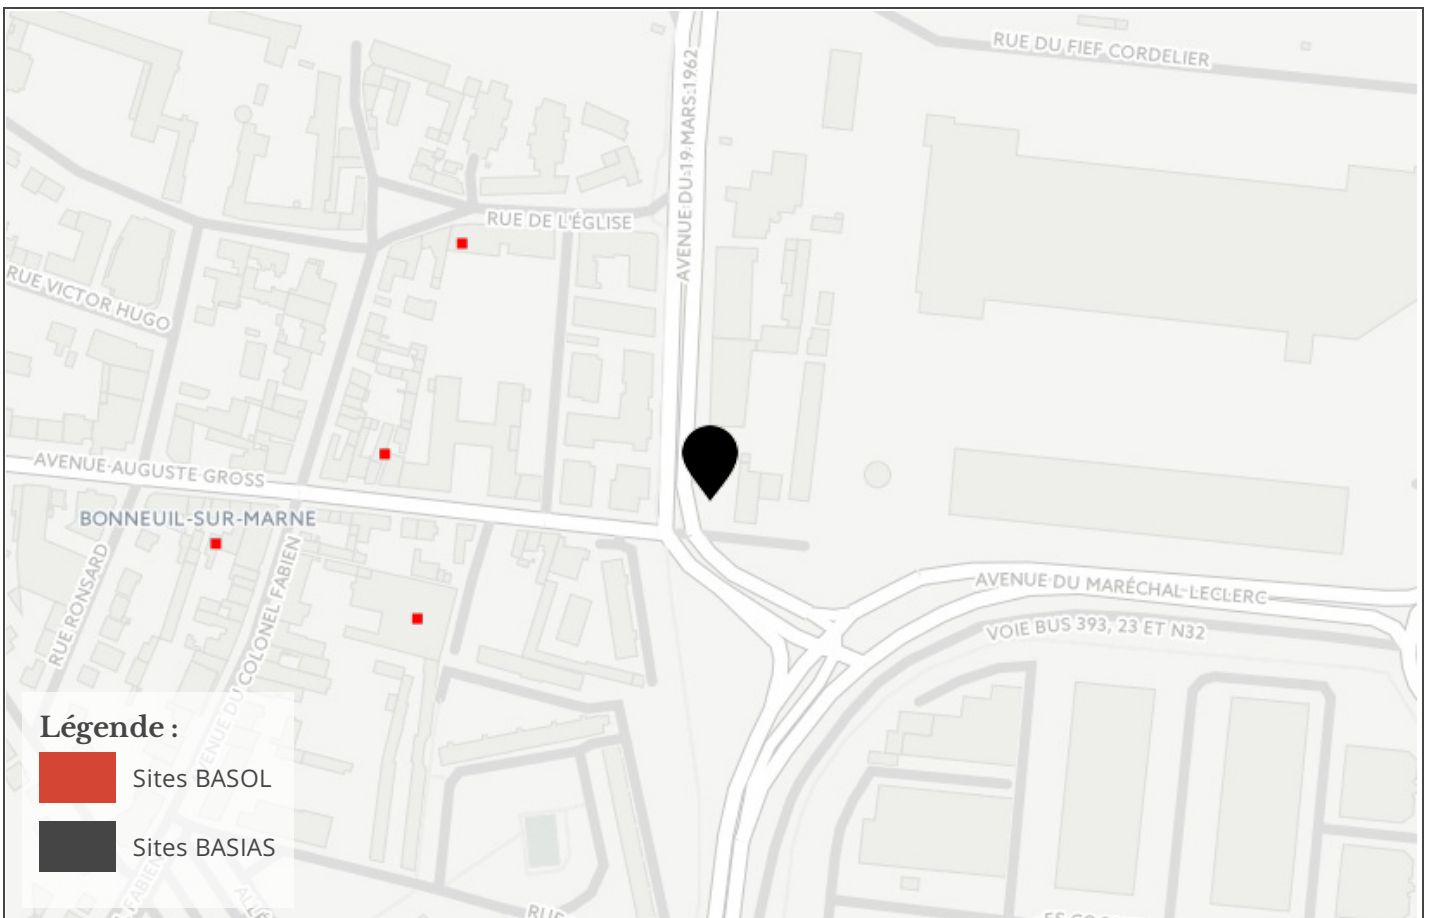 RUE DU FIEF CORDELIER
AVENUE DU 19 MARS 1962
RUE DE L'ÉGLISE
RUE VICTOR HUGO
AVENUE AUGUSTE GROSS
BONNEUIL-SUR-MARNE
RUE RONSARD
AVENUE DU COLONEL FABIEN
AVENUE DU MARÉCHAL LECLERC
VOIE BUS 393, 23 ET N32
Légende :
Sites BASOL
Sites BASIAS
FABIEN
RUE